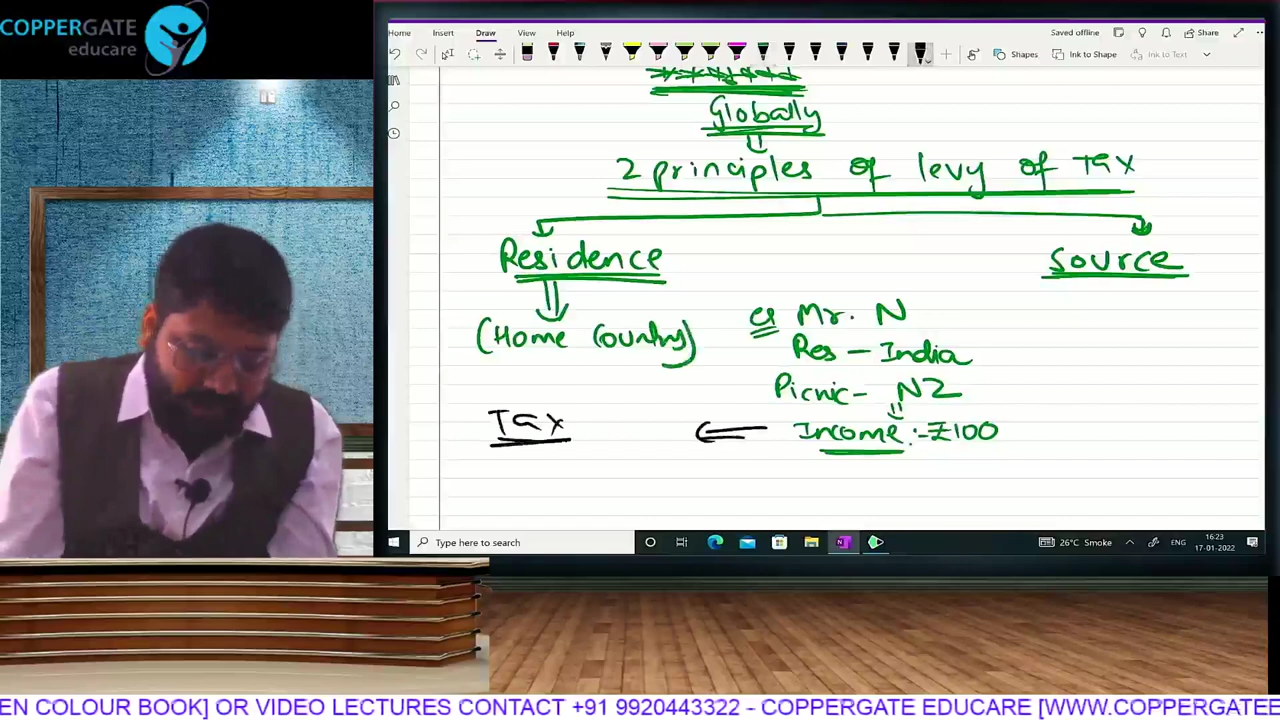 COPPERGATE
educare
Home Insert Draw View Help
Saved offline
Share
Shapes
Ink to Shape
Ink to Text
Globally
2 principles of levy of Tax
Residence
Source
(Home Country)
eg Mr. N
Res - India
Picnic - NZ
Tax
Income :- ₹100
Type here to search
26°C Smoke
ENG
16:23
17-01-2022
EN COLOUR BOOK] OR VIDEO LECTURES CONTACT +91 9920443322 - COPPERGATE EDUCARE [WWW.COPPERGATEE